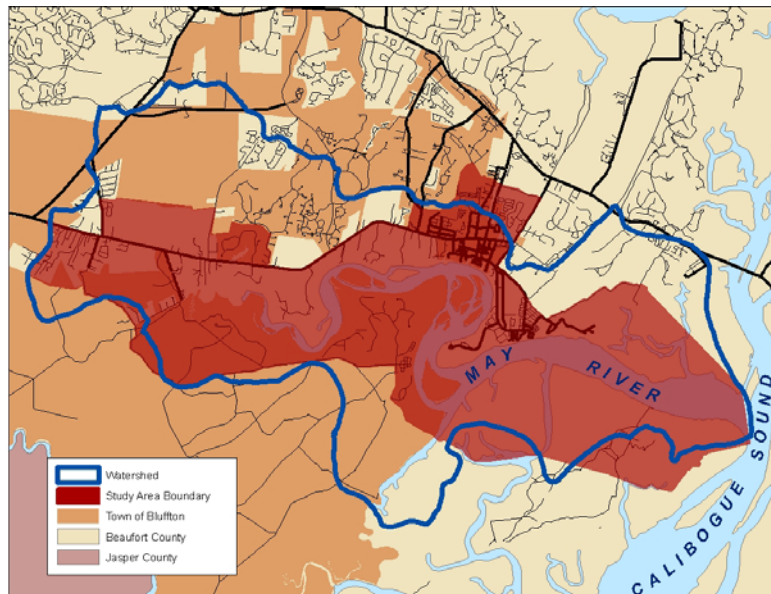 MAY
RIVER
CALIBOGUE SOUND
Watershed
Study Area Boundary
Town of Bluffton
Beaufort County
Jasper County